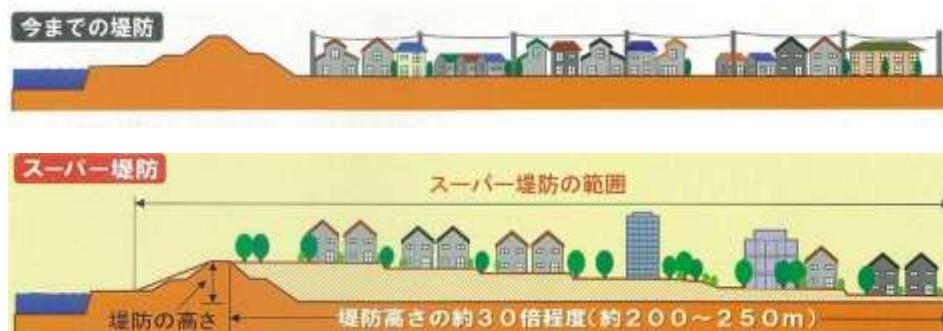 今までの堤防
スーパー堤防
スーパー堤防の範囲
堤防の高さ
堤防高さの約30倍程度(約200〜250m)